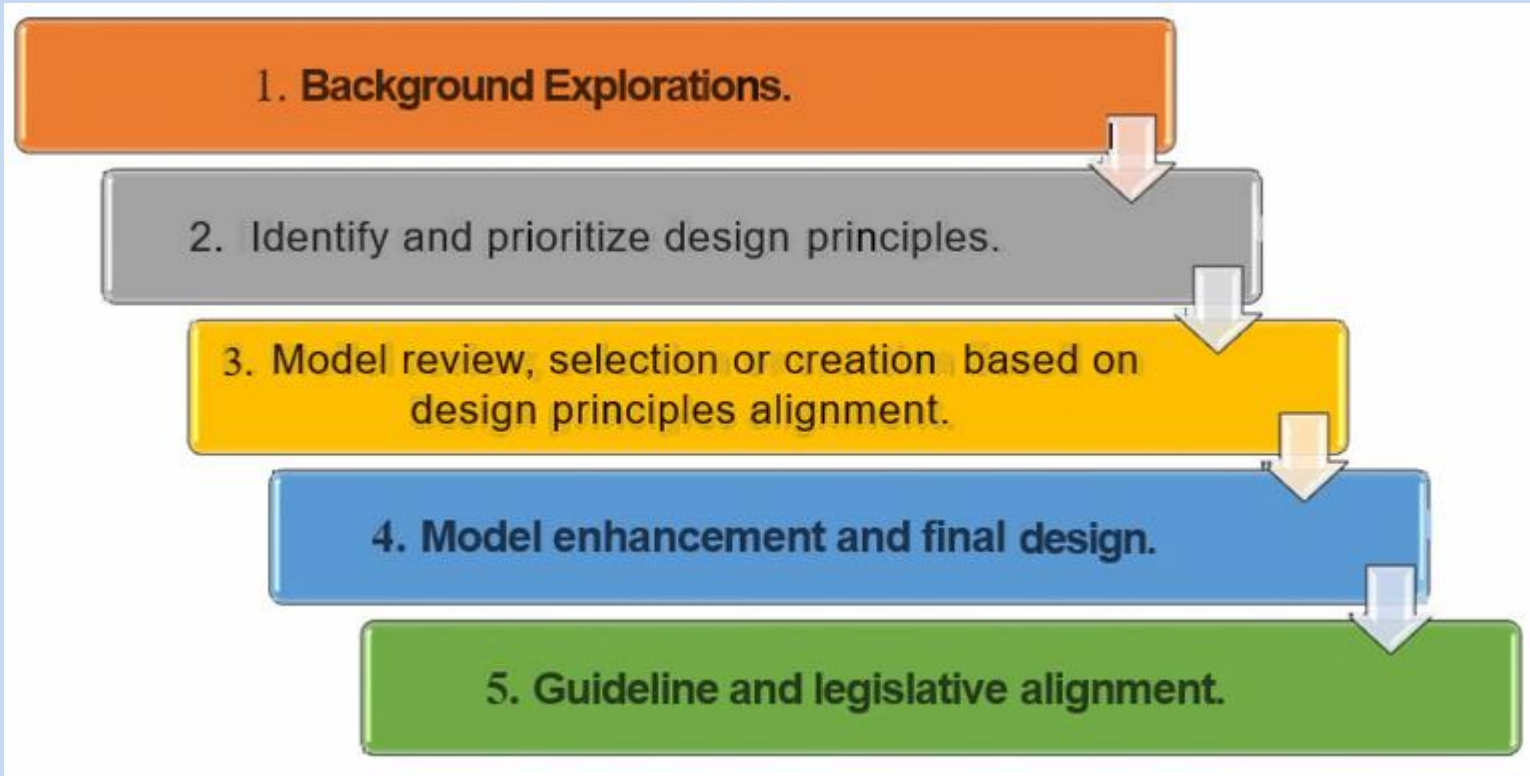 1. Background Explorations.
2. Identify and prioritize design principles.
3. Model review, selection or creation based on
design principles alignment.
4. Model enhancement and final design.
5. Guideline and legislative alignment.